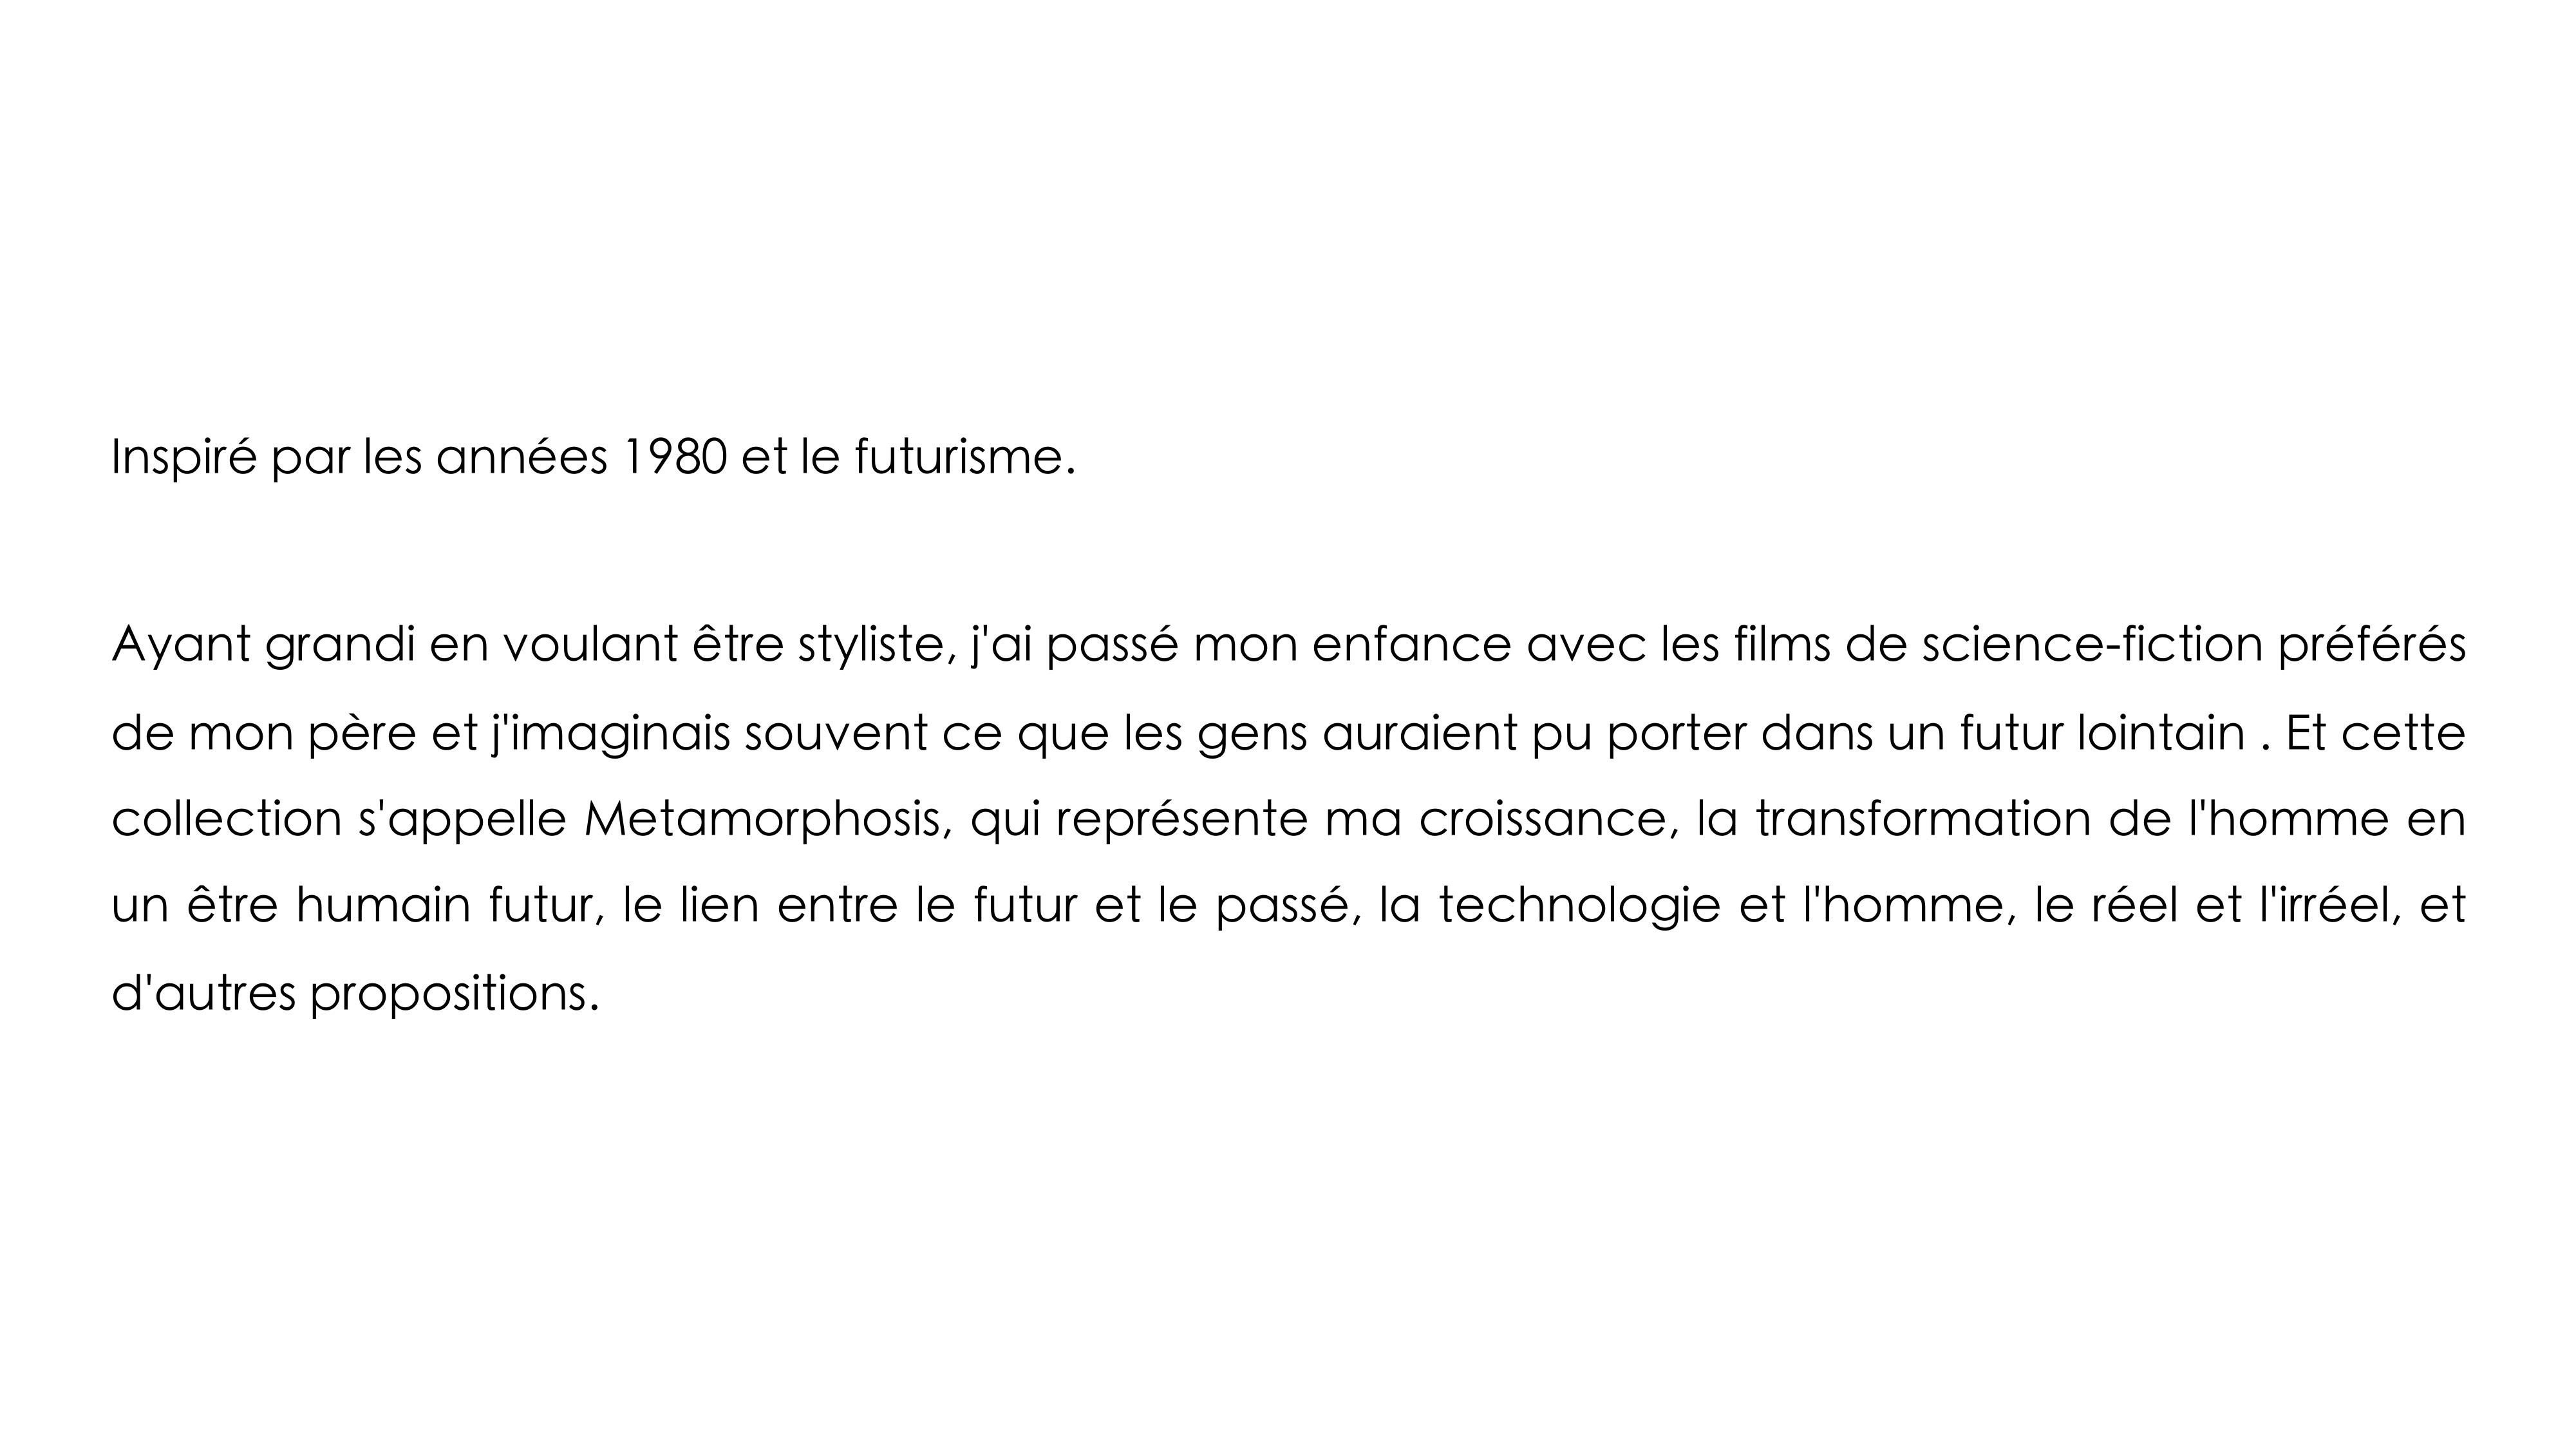 Inspiré par les années 1980 et le futurisme.
Ayant grandi en voulant être styliste, j'ai passé mon enfance avec les films de science-fiction préférés
de mon père et j'imaginais souvent ce que les gens auraient pu porter dans un futur lointain . Et cette
collection s'appelle Metamorphosis, qui représente ma croissance, la transformation de l'homme en
un être humain futur, le lien entre le futur et le passé, la technologie et l'homme, le réel et l'irréel, et
d'autres propositions.